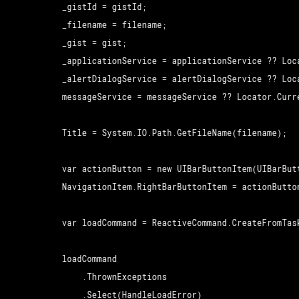 _gistId = gistId;
_filename = filename;
_gist = gist;
_applicationService = applicationService ?? Loca
_alertDialogService = alertDialogService ?? Loca
messageService = messageService ?? Locator.Curre
Title = System.IO.Path.GetFileName(filename);
var actionButton = new UIBarButtonItem(UIBarButt
NavigationItem.RightBarButtonItem = actionButton
var loadCommand = ReactiveCommand.CreateFromTask
loadCommand
.ThrownExceptions
.Select(HandleLoadError)